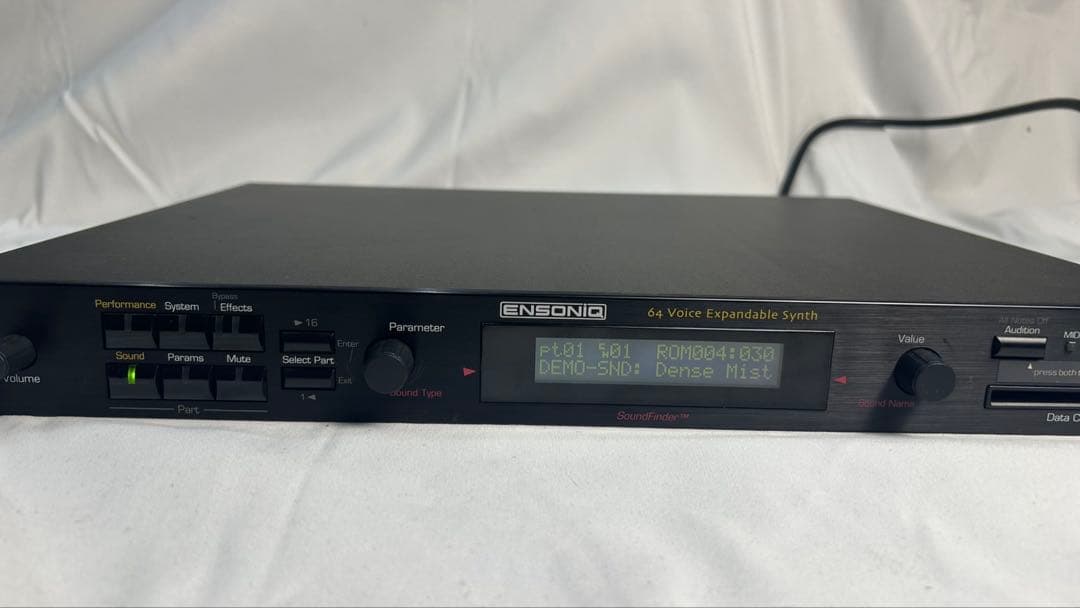 Performance
System
Bypass
Effects
Sound
Params
Mute
Part
►16
Enter
Select Part
Exit
1◄
Volume
Parameter
Sound Type
ENSONIQ
64 Voice Expandable Synth
pt01 01 ROM004:030
DEMO-SND: Dense Mist
SoundFinder™
Value
Sound Name
All Notes Off
Audition
MID
press both
Data C